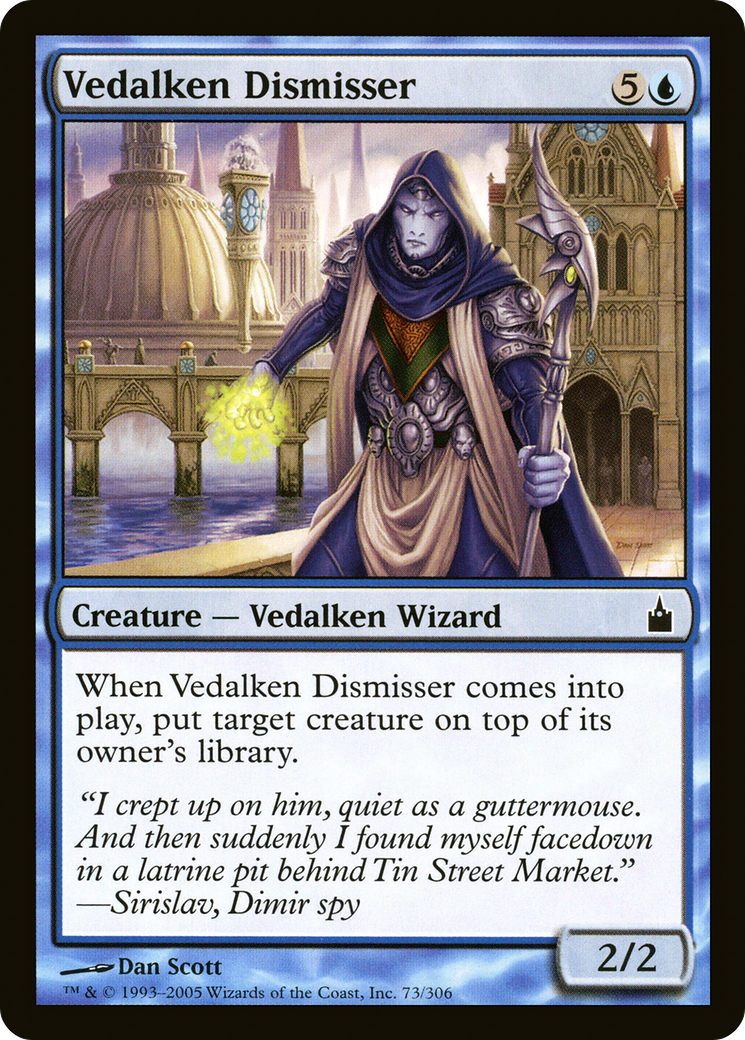 Vedalken Dismisser 5
DAN SCOTT
Creature — Vedalken Wizard
When Vedalken Dismisser comes into
play, put target creature on top of its
owner's library.
“I crept up on him, quiet as a guttermouse.
And then suddenly I found myself facedown
in a latrine pit behind Tin Street Market.”
—Sirislav, Dimir spy
2/2
Dan Scott
™ & © 1993–2005 Wizards of the Coast, Inc. 73/306